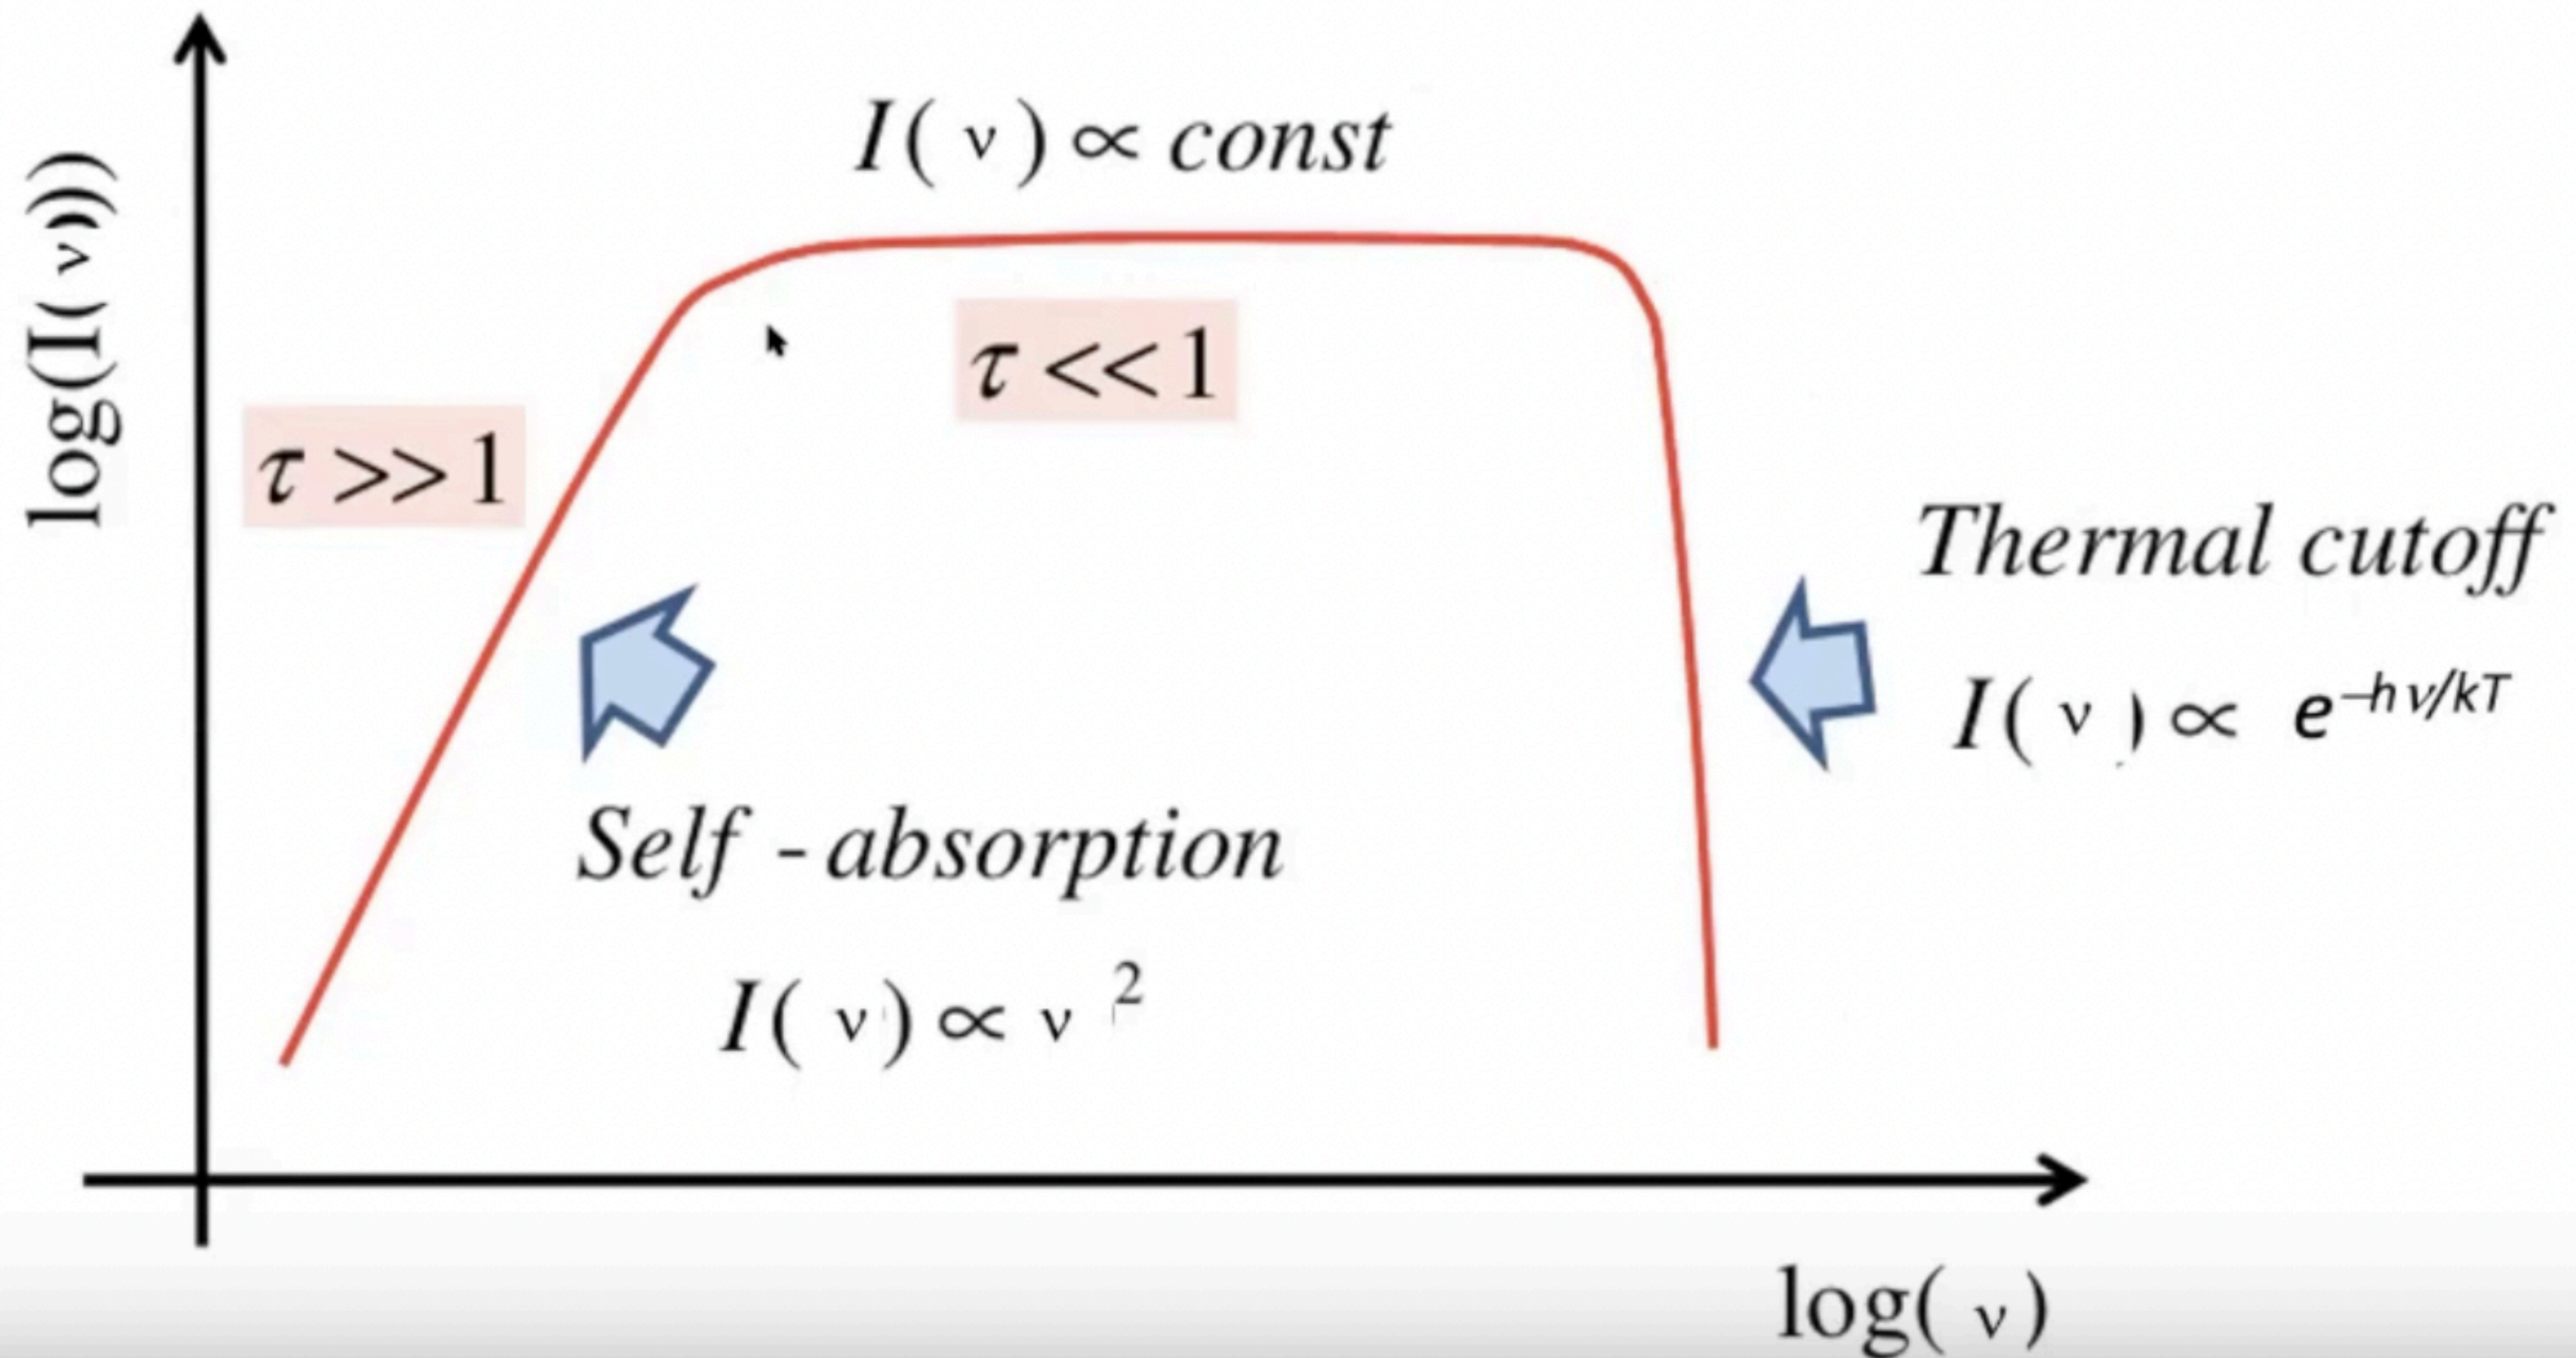 log(I(ν))
I(ν) ∝ const
τ << 1
τ >> 1
Thermal cutoff
I(ν) ∝ e^{-hν/kT}
Self - absorption
I(ν) ∝ ν ²
log(ν)